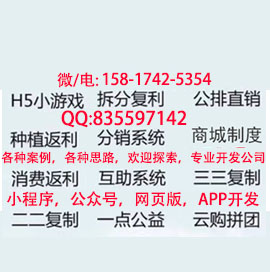 微/电: 158-1742-5354
H5小游戏 拆分复利 公排直销
QQ:835597142
种植返利 分销系统 商城制度
各种案例，各种思路，欢迎探索，专业开发公司
消费返利 互助系统 三三复制
小程序，公众号，网页版，APP开发
二二复制 一点公益 云购拼团